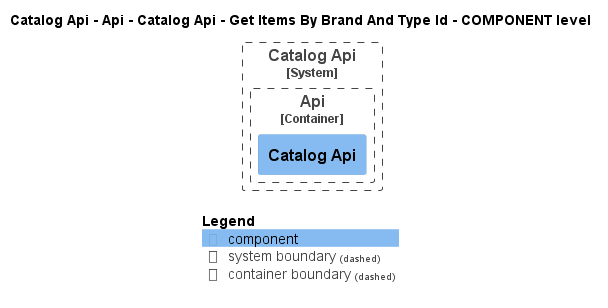 Catalog Api - Api - Catalog Api - Get Items By Brand And Type Id - COMPONENT level
Catalog Api
[System]
Api
[Container]
Catalog Api
Legend
component
system boundary (dashed)
container boundary (dashed)